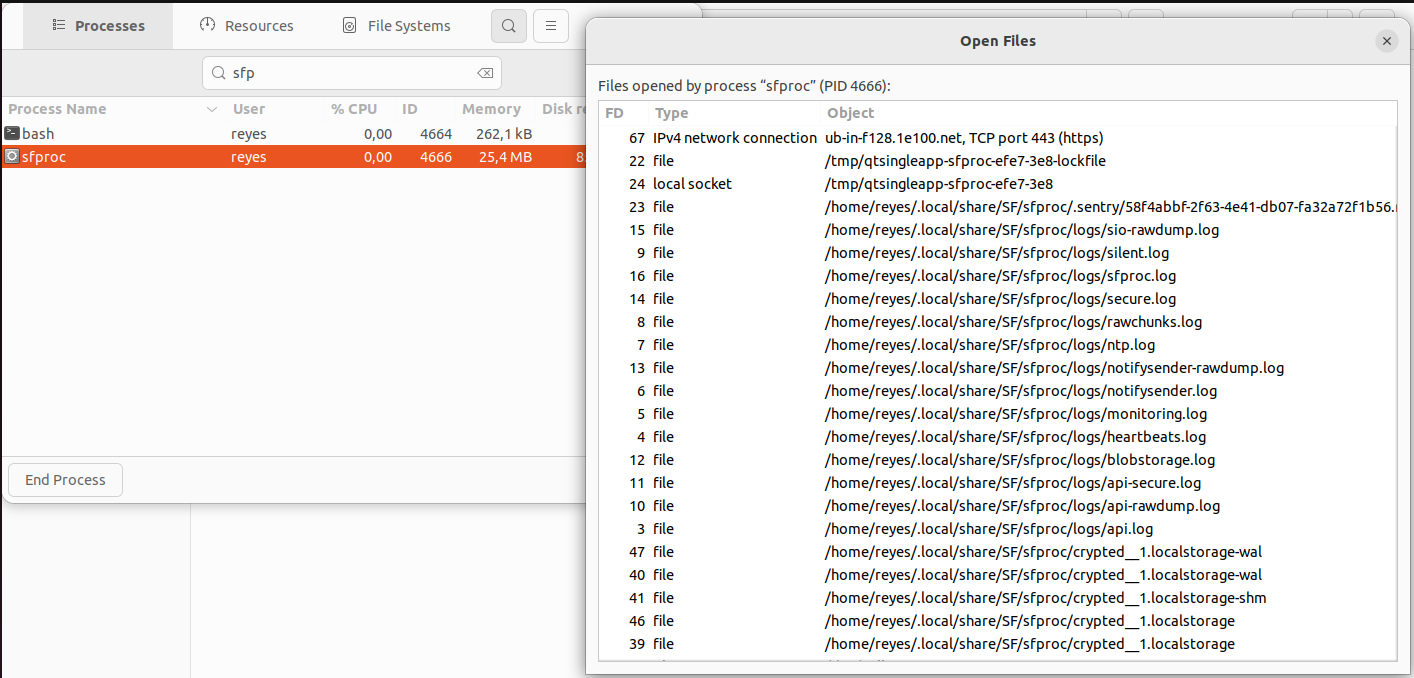 Processes Resources File Systems
sfp
Process Name User % CPU ID Memory Disk re
bash reyes 0,00 4664 262,1 kB
sfproc reyes 0,00 4666 25,4 MB 8.
End Process
Open Files
Files opened by process “sfproc” (PID 4666):
FD Type Object
67 IPv4 network connection ub-in-f128.1e100.net, TCP port 443 (https)
22 file /tmp/qtsingleapp-sfproc-efe7-3e8-lockfile
24 local socket /tmp/qtsingleapp-sfproc-efe7-3e8
23 file /home/reyes/.local/share/SF/sfproc/.sentry/58f4abbf-2f63-4e41-db07-fa32a72f1b56.r
15 file /home/reyes/.local/share/SF/sfproc/logs/sio-rawdump.log
9 file /home/reyes/.local/share/SF/sfproc/logs/silent.log
16 file /home/reyes/.local/share/SF/sfproc/logs/sfproc.log
14 file /home/reyes/.local/share/SF/sfproc/logs/secure.log
8 file /home/reyes/.local/share/SF/sfproc/logs/rawchunks.log
7 file /home/reyes/.local/share/SF/sfproc/logs/ntp.log
13 file /home/reyes/.local/share/SF/sfproc/logs/notifysender-rawdump.log
6 file /home/reyes/.local/share/SF/sfproc/logs/notifysender.log
5 file /home/reyes/.local/share/SF/sfproc/logs/monitoring.log
4 file /home/reyes/.local/share/SF/sfproc/logs/heartbeats.log
12 file /home/reyes/.local/share/SF/sfproc/logs/blobstorage.log
11 file /home/reyes/.local/share/SF/sfproc/logs/api-secure.log
10 file /home/reyes/.local/share/SF/sfproc/logs/api-rawdump.log
3 file /home/reyes/.local/share/SF/sfproc/logs/api.log
47 file /home/reyes/.local/share/SF/sfproc/crypted__1.localstorage-wal
40 file /home/reyes/.local/share/SF/sfproc/crypted__1.localstorage-wal
41 file /home/reyes/.local/share/SF/sfproc/crypted__1.localstorage-shm
46 file /home/reyes/.local/share/SF/sfproc/crypted__1.localstorage
39 file /home/reyes/.local/share/SF/sfproc/crypted__1.localstorage